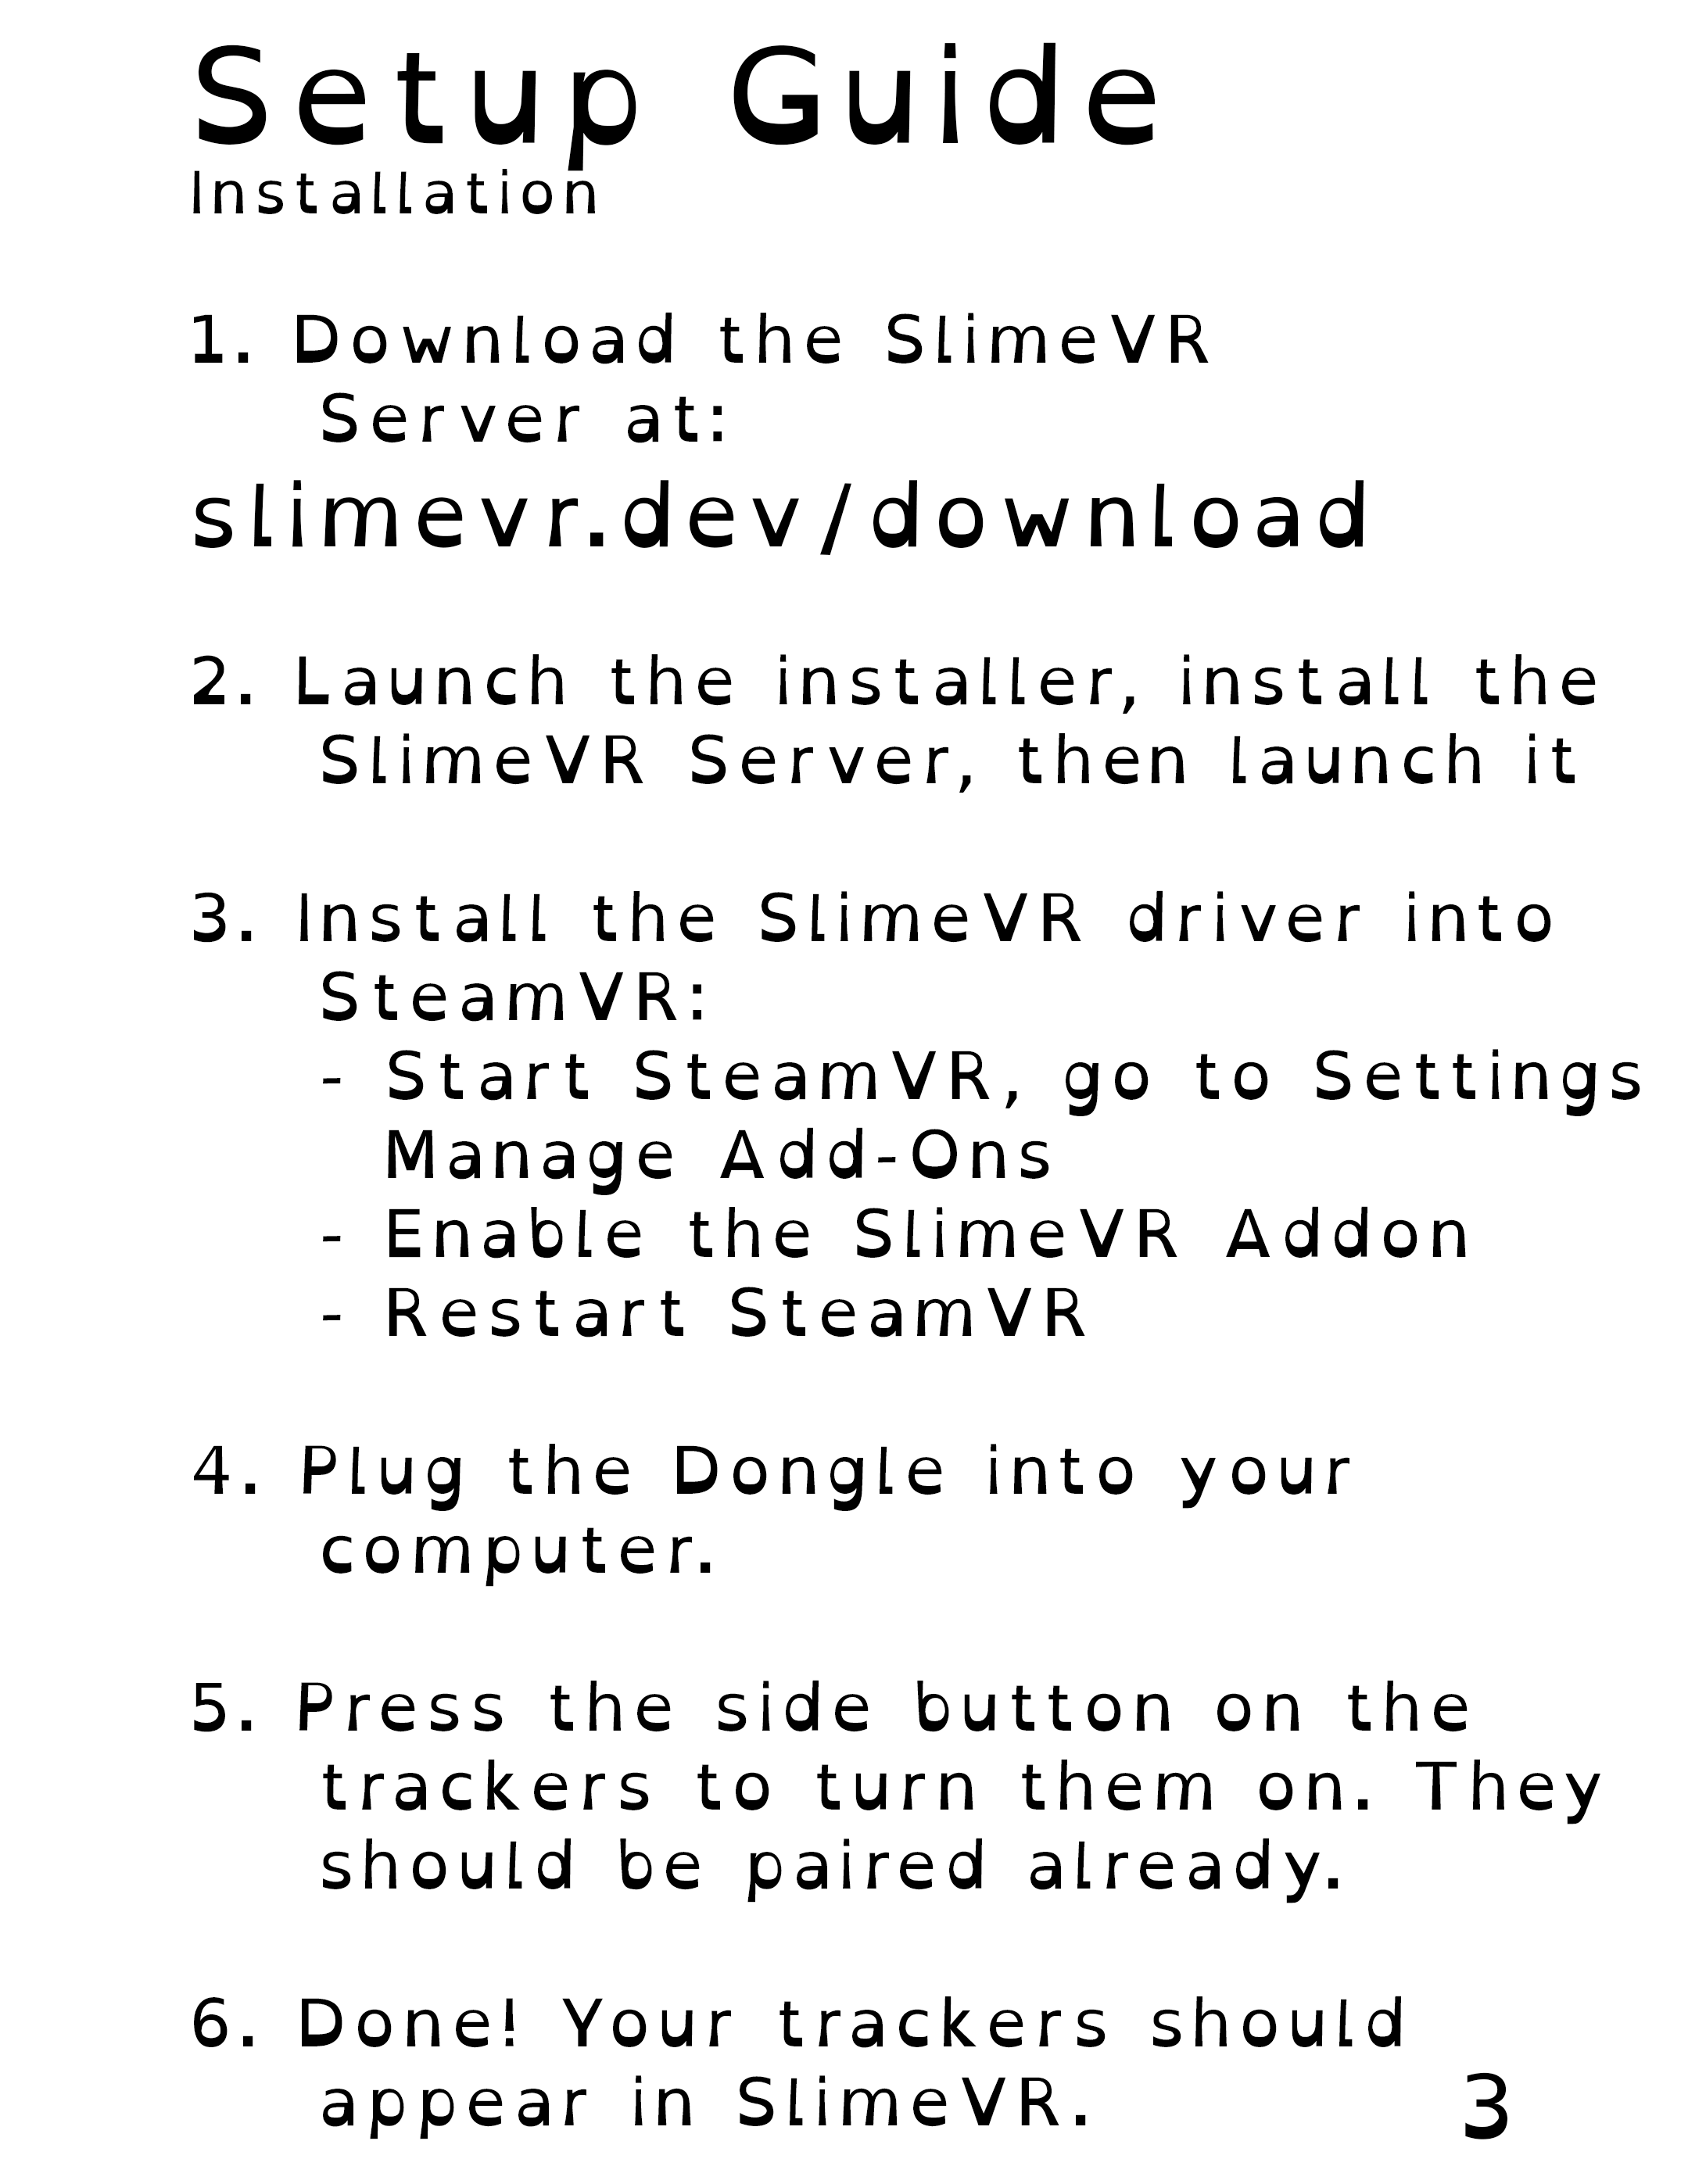 Setup Guide
Installation
1. Download the SlimeVR
Server at:
slimevr.dev/download
2. Launch the installer, install the
SlimeVR Server, then launch it
3. Install the SlimeVR driver into
SteamVR:
- Start SteamVR, go to Settings
Manage Add-Ons
- Enable the SlimeVR Addon
- Restart SteamVR
4. Plug the Dongle into your
computer.
5. Press the side button on the
trackers to turn them on. They
should be paired already.
6. Done! Your trackers should
appear in SlimeVR.
3